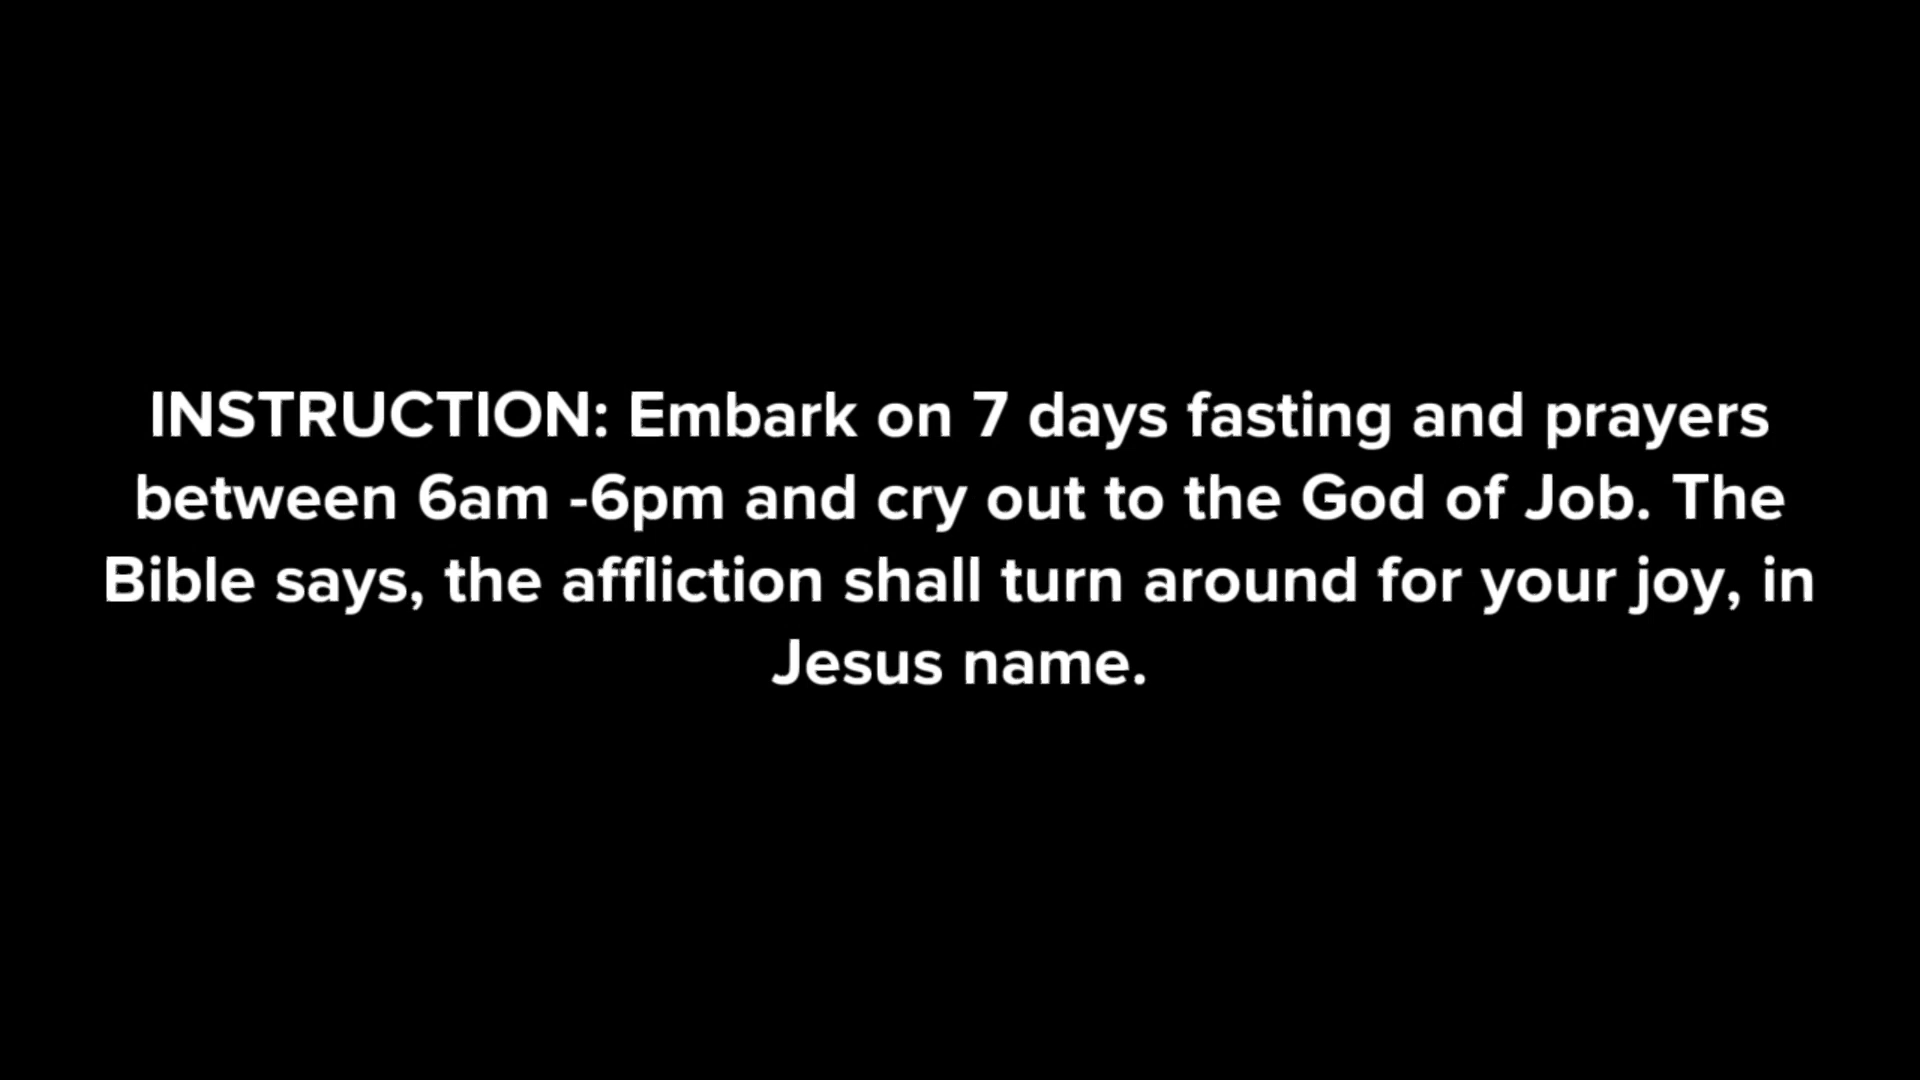 INSTRUCTION: Embark on 7 days fasting and prayers
between 6am -6pm and cry out to the God of Job. The
Bible says, the affliction shall turn around for your joy, in
Jesus name.